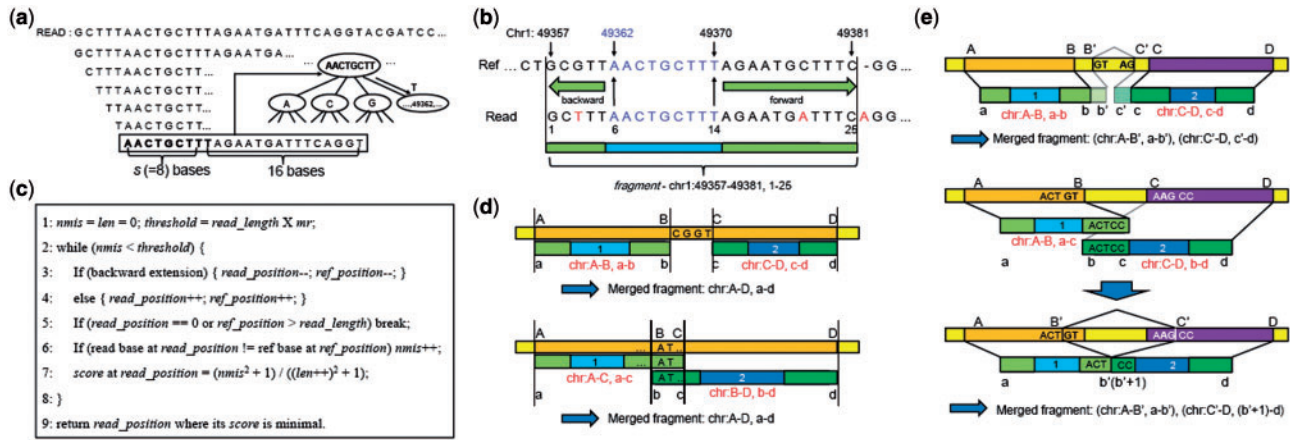 (a)
READ : GCTTTAACTGCTTTAGAATGATTTCAGGTACGATCC ...
GCTTTAACTGCTTTAGAATGA...
CTTTAACTGCTT...
TTTAACTGCTT...
TTAACTGCTT...
TAACTGCTT...
AACTGCTTTAGAATGATTTCAGGT
s (=8) bases
16 bases
... AACTGCTT ...
A C G T
...,49362,...
(b)
Chr1: 49357 49362 49370 49381
Ref ... CTGCGTTAACTGCTTTAGAATGCTTTC-GG...
backward forward
Read GCTTTAACTGCTTTAGAATGATTTCAGG...
1 6 14 25
fragment - chr1:49357-49381, 1-25
(c)
1: nmis = len = 0; threshold = read_length X mr;
2: while (nmis < threshold) {
3: If (backward extension) { read_position--; ref_position--; }
4: else { read_position++; ref_position++; }
5: If (read_position == 0 or ref_position > read_length) break;
6: If (read base at read_position != ref base at ref_position) nmis++;
7: score at read_position = (nmis² + 1) / ((len++)² + 1);
8: }
9: return read_position where its score is minimal.
(d)
A B C D
CGGT
1 2
chr:A-B, a-b chr:C-D, c-d
a b c d
Merged fragment: chr:A-D, a-d
A B C D
... AT..
1 ... AT
chr:A-C, a-c
AT.. 2
chr:B-D, b-d
a b c d
Merged fragment: chr:A-D, a-d
(e)
A B B' C' C D
GT AG
1 2
a b b' c' c d
chr:A-B, a-b chr:C-D, c-d
Merged fragment: (chr:A-B', a-b'), (chr:C'-D, c'-d)
A B C D
ACT GT AAG CC
1 ACTCC
chr:A-B, a-c
ACTCC 2
a b c d
chr:C-D, b-d
A B' C' D
ACT GT AAG CC
1 ACT CC 2
a b'(b'+1) d
Merged fragment: (chr:A-B', a-b'), (chr:C'-D, (b'+1)-d)